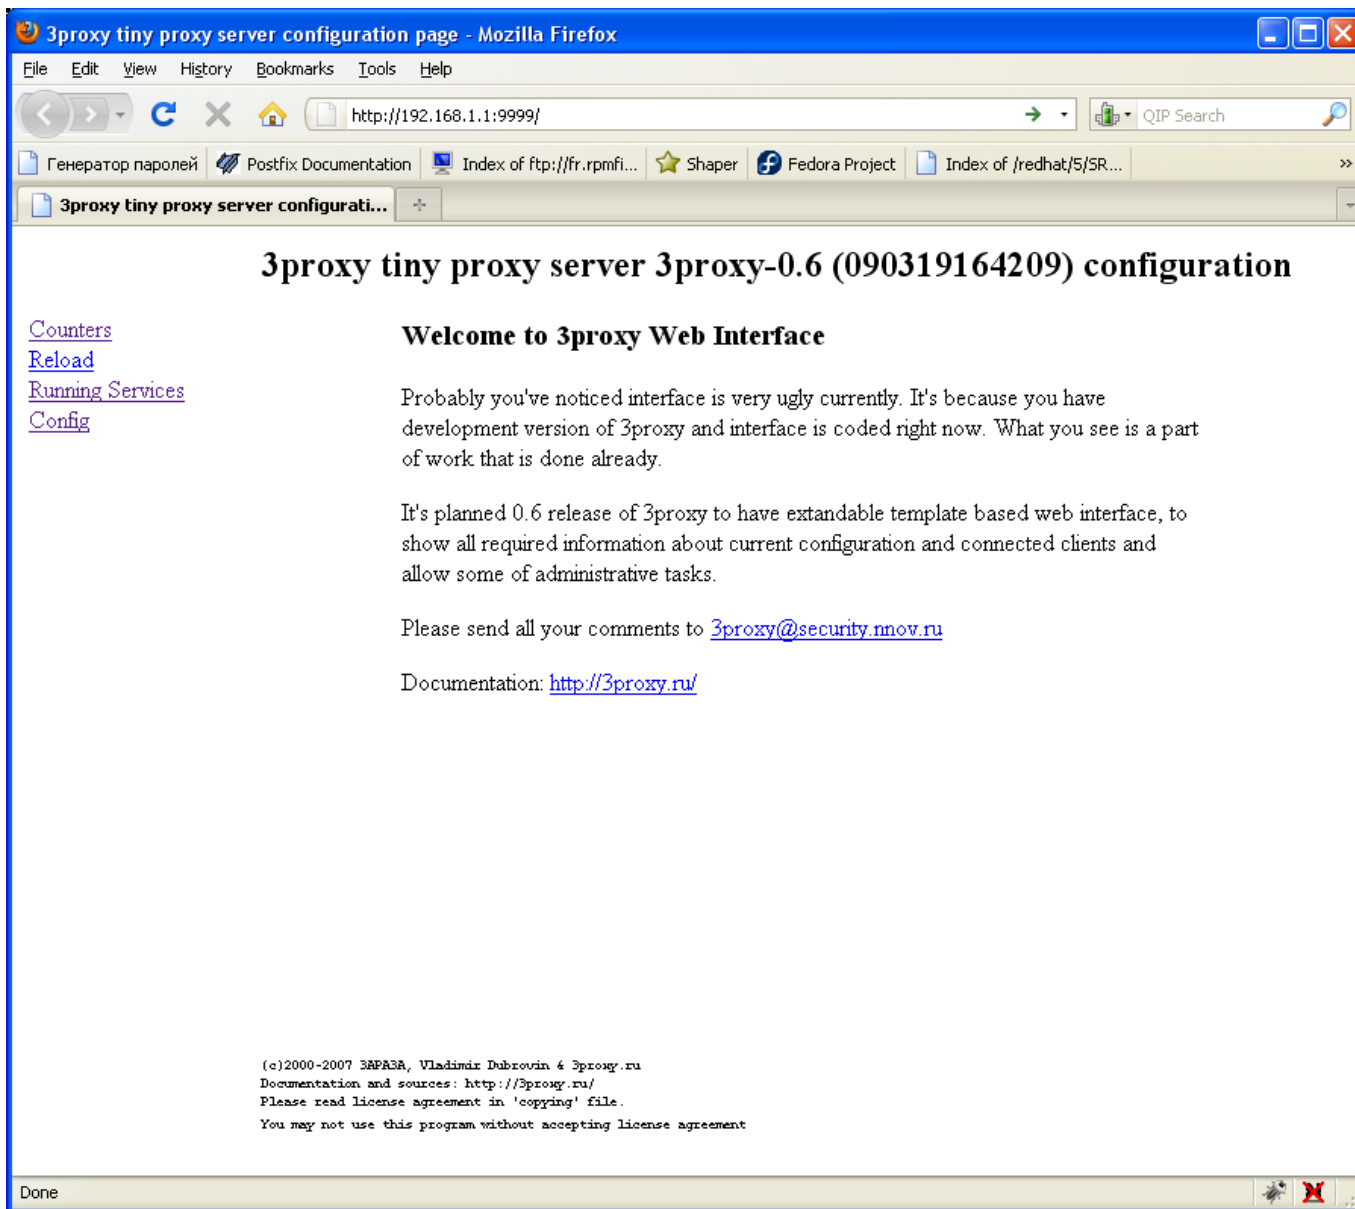 3proxy tiny proxy server configuration page - Mozilla Firefox
File Edit View History Bookmarks Tools Help
http://192.168.1.1:9999/ QIP Search
Генератор паролей Postfix Documentation Index of ftp://fr.rpmfi... Shaper Fedora Project Index of /redhat/5/SR... »
3proxy tiny proxy server configurati...
3proxy tiny proxy server 3proxy-0.6 (090319164209) configuration
Counters
Reload
Running Services
Config
Welcome to 3proxy Web Interface
Probably you've noticed interface is very ugly currently. It's because you have
development version of 3proxy and interface is coded right now. What you see is a part
of work that is done already.
It's planned 0.6 release of 3proxy to have extandable template based web interface, to
show all required information about current configuration and connected clients and
allow some of administrative tasks.
Please send all your comments to 3proxy@security.nnov.ru
Documentation: http://3proxy.ru/
(c)2000-2007 3APA3A, Vladimir Dubrovin & 3proxy.ru
Documentation and sources: http://3proxy.ru/
Please read license agreement in 'copying' file.
You may not use this program without accepting license agreement
Done